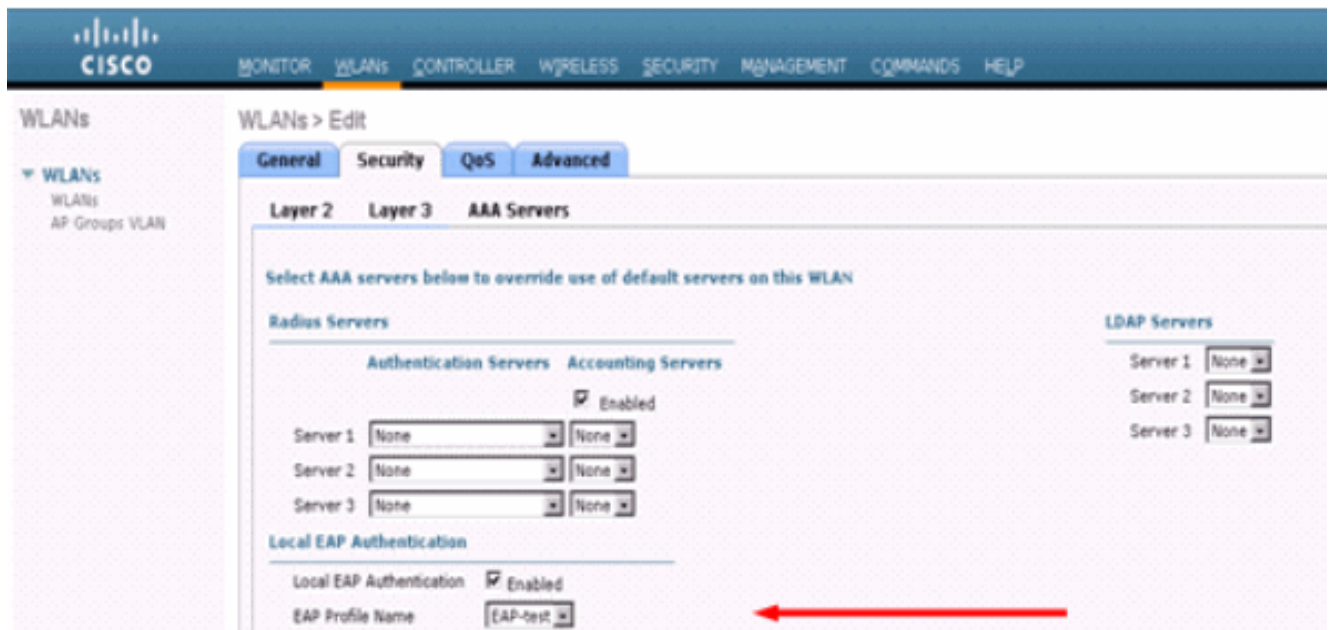 CISCO
MONITOR WLANs CONTROLLER WIRELESS SECURITY MANAGEMENT COMMANDS HELP
WLANs
WLANs
WLANs
AP Groups VLAN
WLANs > Edit
General Security QoS Advanced
Layer 2 Layer 3 AAA Servers
Select AAA servers below to override use of default servers on this WLAN
Radius Servers
LDAP Servers
Authentication Servers Accounting Servers
Enabled
Server 1 None None
Server 2 None None
Server 3 None None
Server 1 None
Server 2 None
Server 3 None
Local EAP Authentication
Local EAP Authentication Enabled
EAP Profile Name EAP-test